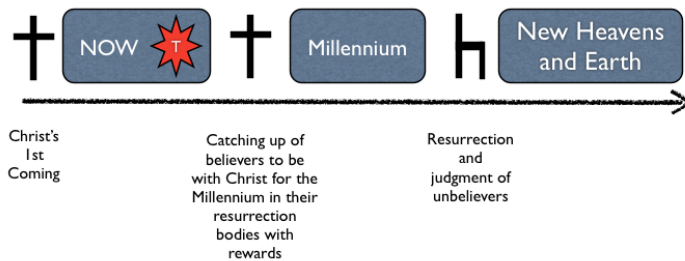 NOW
T
Millennium
New Heavens
and Earth
Christ's
1st
Coming
Catching up of
believers to be
with Christ for the
Millennium in their
resurrection
bodies with
rewards
Resurrection
and
judgment of
unbelievers